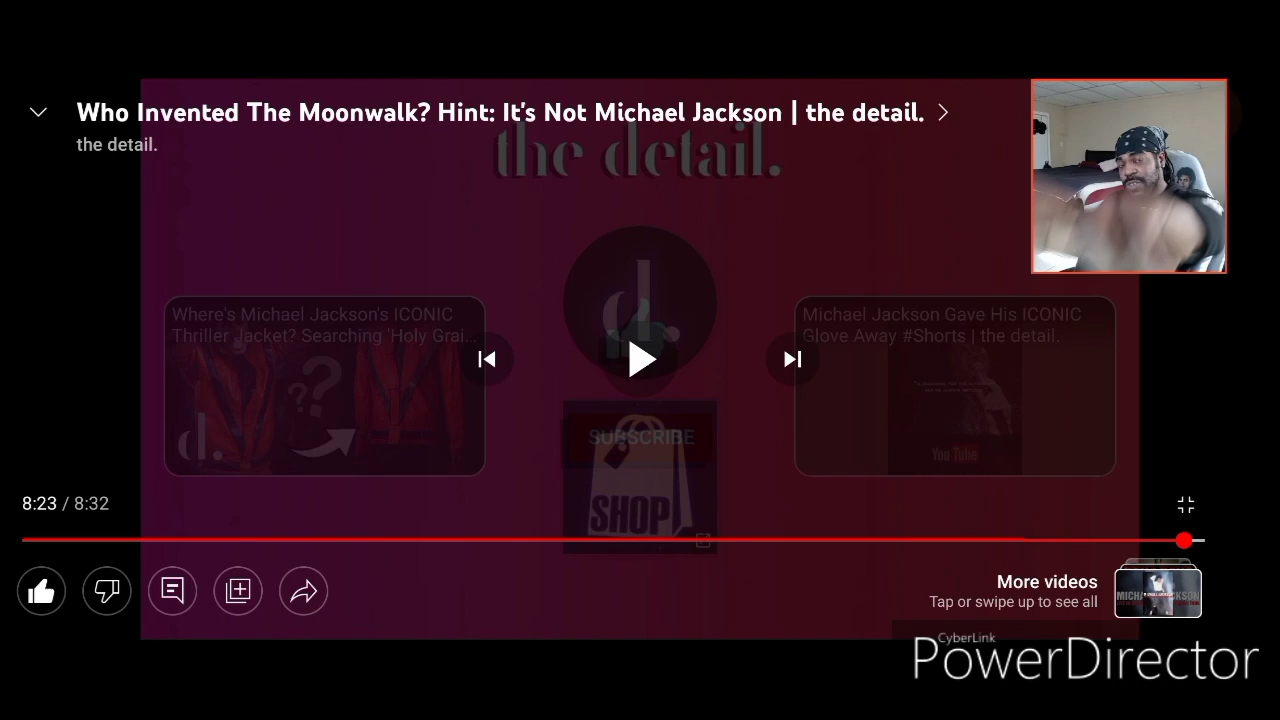 Who Invented The Moonwalk? Hint: It's Not Michael Jackson | the detail.
the detail.
the detail.
Where's Michael Jackson's ICONIC
Thriller Jacket? Searching 'Holy Grai...
d.
Michael Jackson Gave His ICONIC
Glove Away #Shorts | the detail.
You Tube
d.
SUBSCRIBE
SHOP
8:23 / 8:32
More videos
Tap or swipe up to see all
CyberLink
PowerDirector